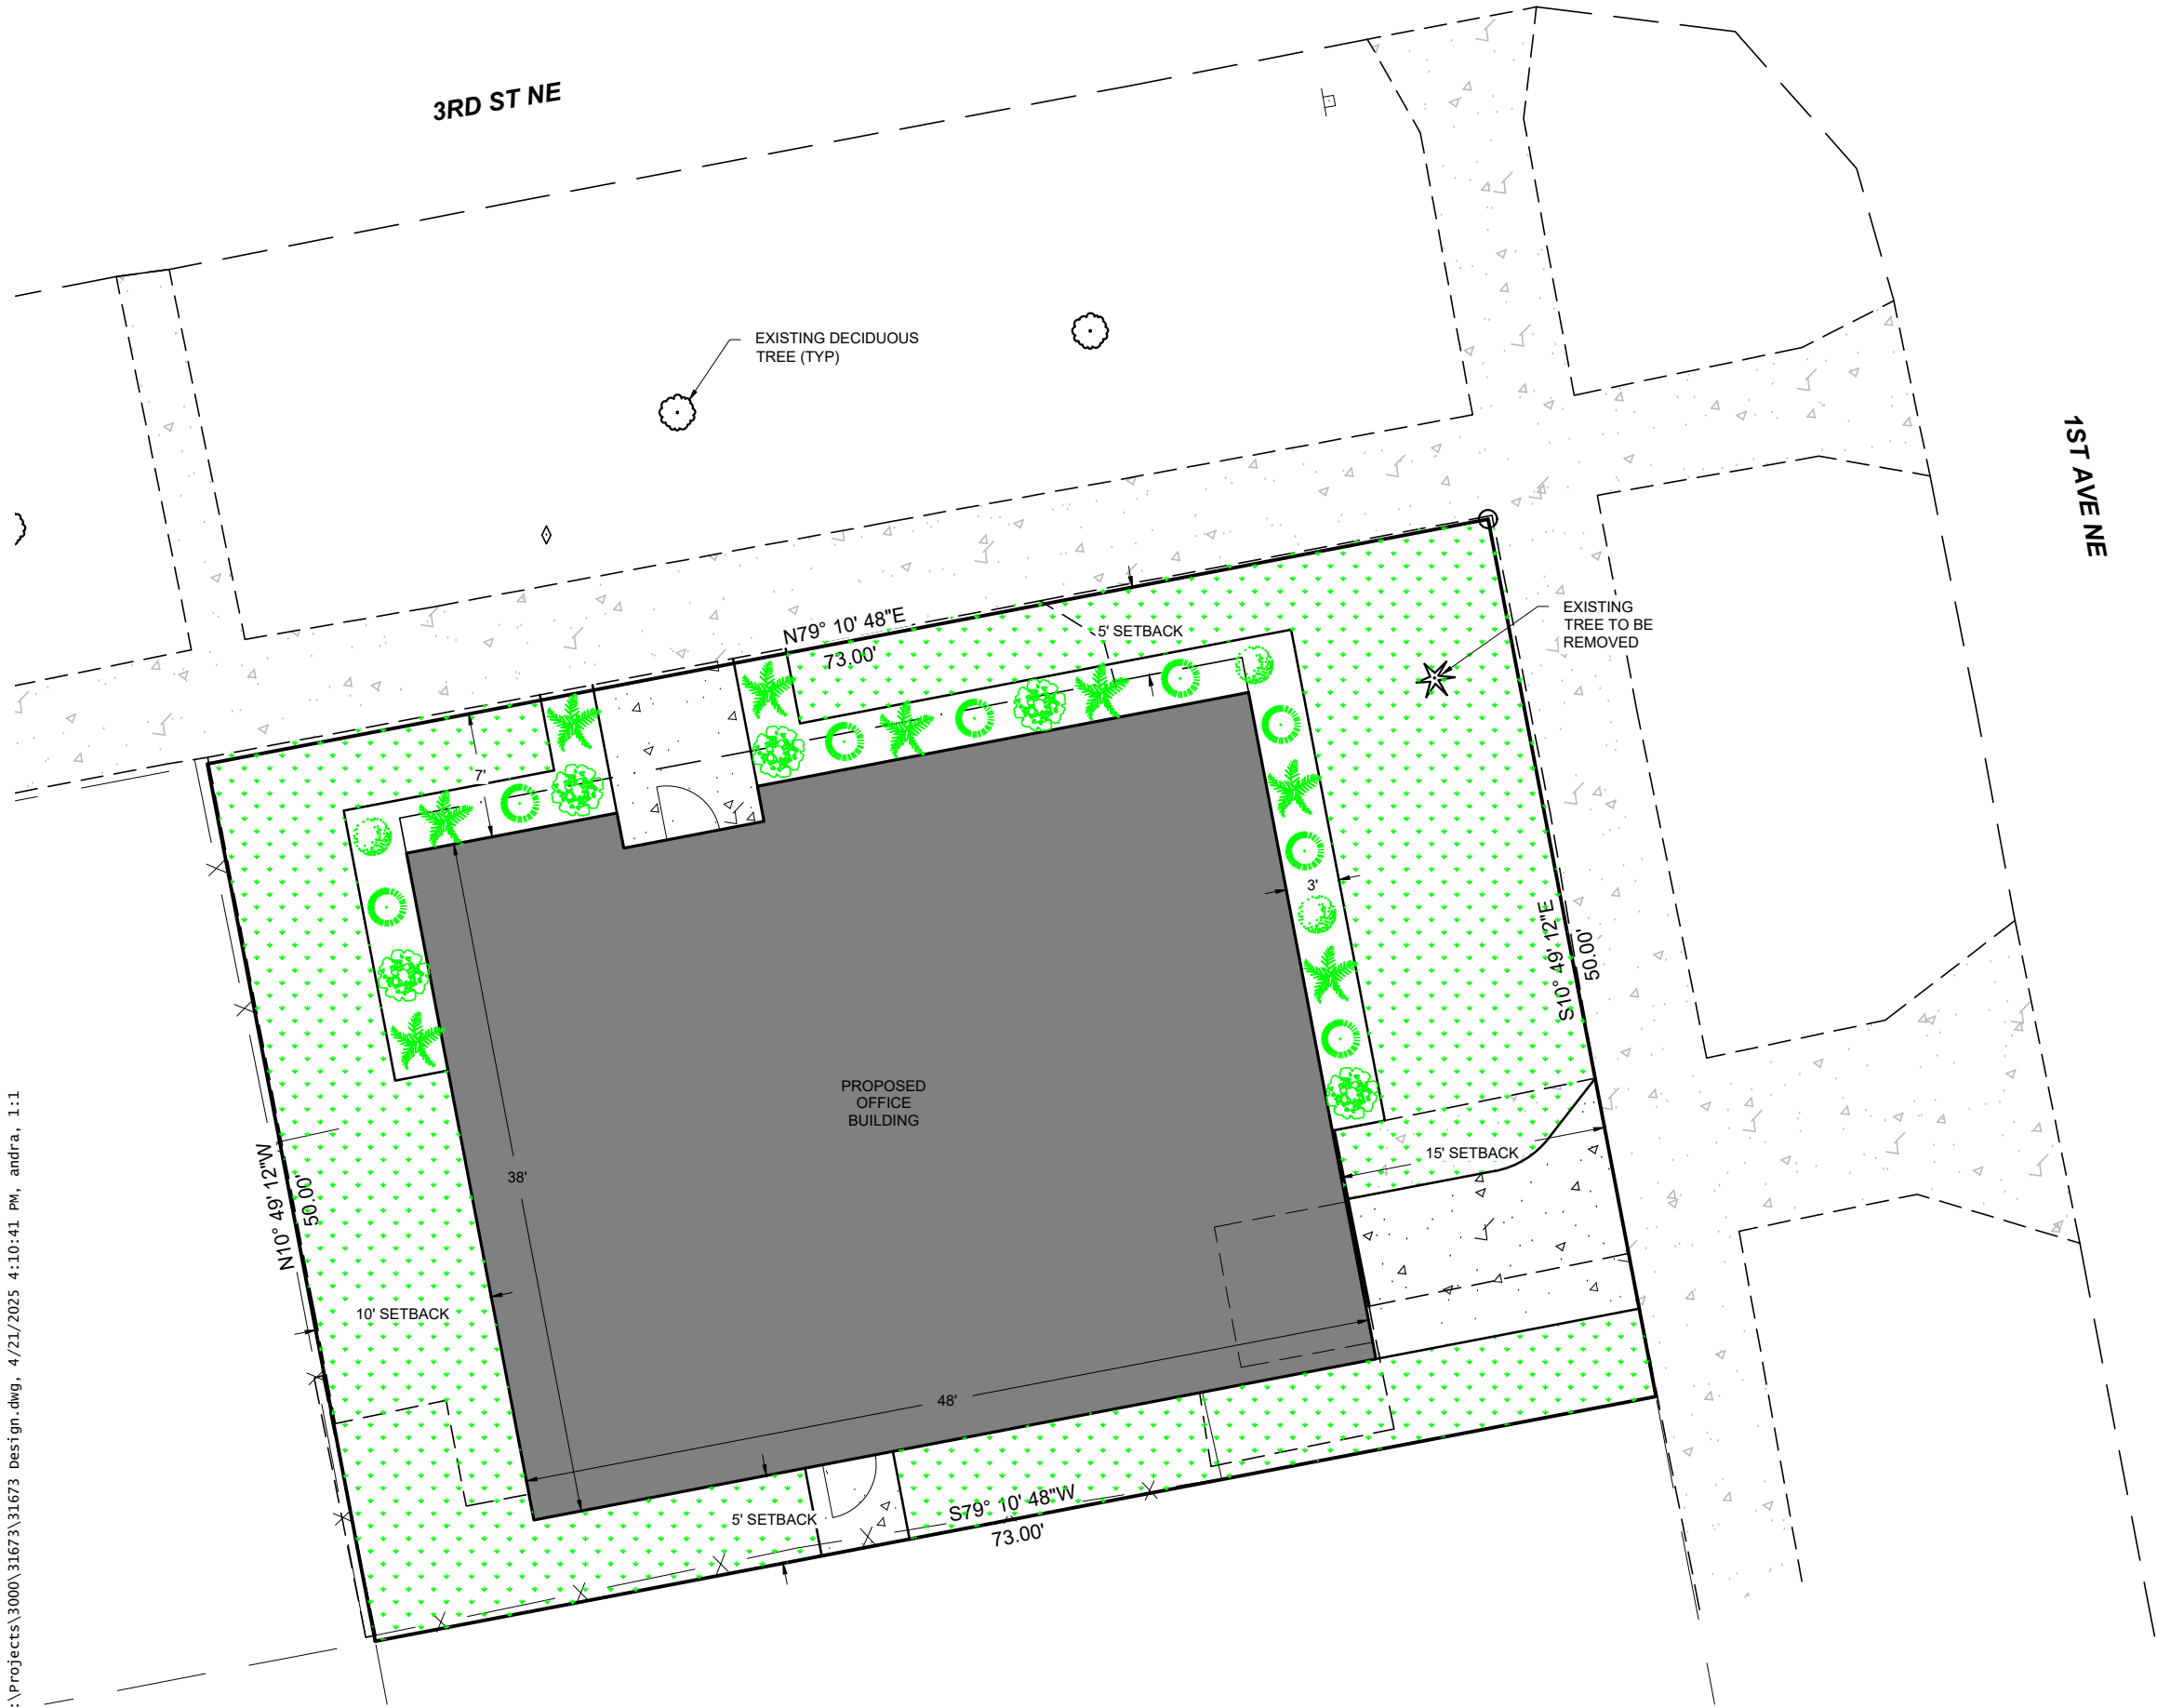 3RD ST NE
EXISTING DECIDUOUS
TREE (TYP)
1ST AVE NE
N79° 10' 48"E
73.00'
5' SETBACK
EXISTING
TREE TO BE
REMOVED
7'
3'
S10° 49' 12"E
50.00'
PROPOSED
OFFICE
BUILDING
15' SETBACK
38'
N10° 49' 12"W
50.00'
10' SETBACK
48'
5' SETBACK
S79° 10' 48"W
73.00'
:\Projects\3000\31673\31673 Design.dwg, 4/21/2025 4:10:41 PM, andra, 1:1